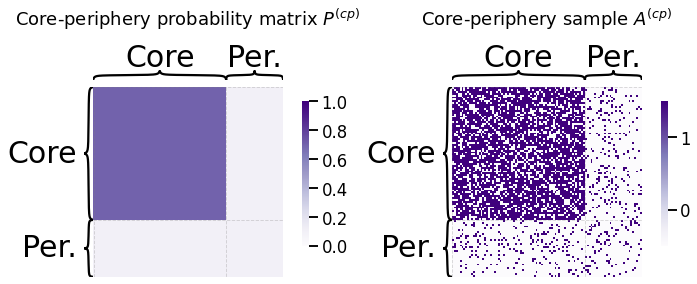 Core-periphery probability matrix P^(cp)
Core Per.
Core
Per.
1.0
0.8
0.6
0.4
0.2
0.0
Core-periphery sample A^(cp)
Core Per.
Core
Per.
1
0